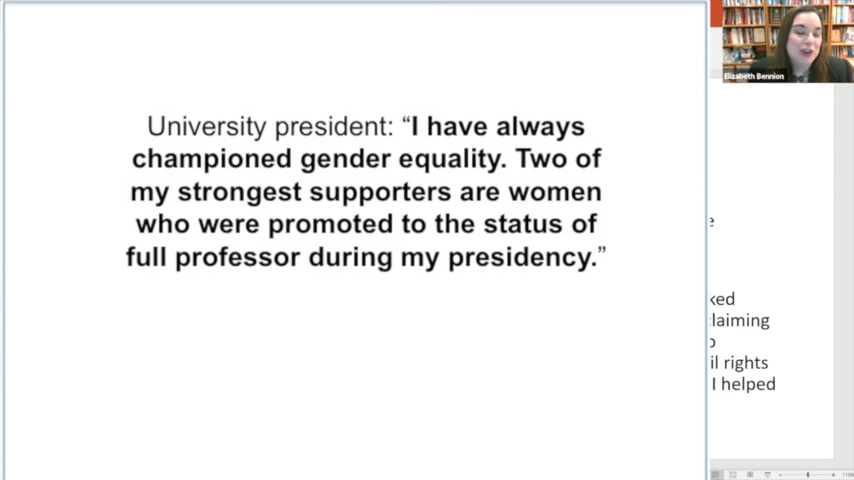 University president: “I have always
championed gender equality. Two of
my strongest supporters are women
who were promoted to the status of
full professor during my presidency.”
Elizabeth Bennion
e
ked
laiming
o
il rights
I helped